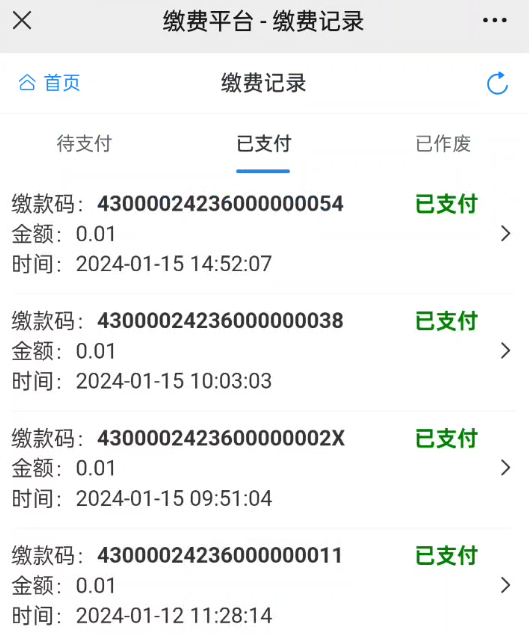 缴费平台 - 缴费记录
首页
缴费记录
待支付 已支付 已作废
缴款码：43000024236000000054 已支付
金额：0.01
时间：2024-01-15 14:52:07
缴款码：43000024236000000038 已支付
金额：0.01
时间：2024-01-15 10:03:03
缴款码：4300002423600000002X 已支付
金额：0.01
时间：2024-01-15 09:51:04
缴款码：43000024236000000011 已支付
金额：0.01
时间：2024-01-12 11:28:14